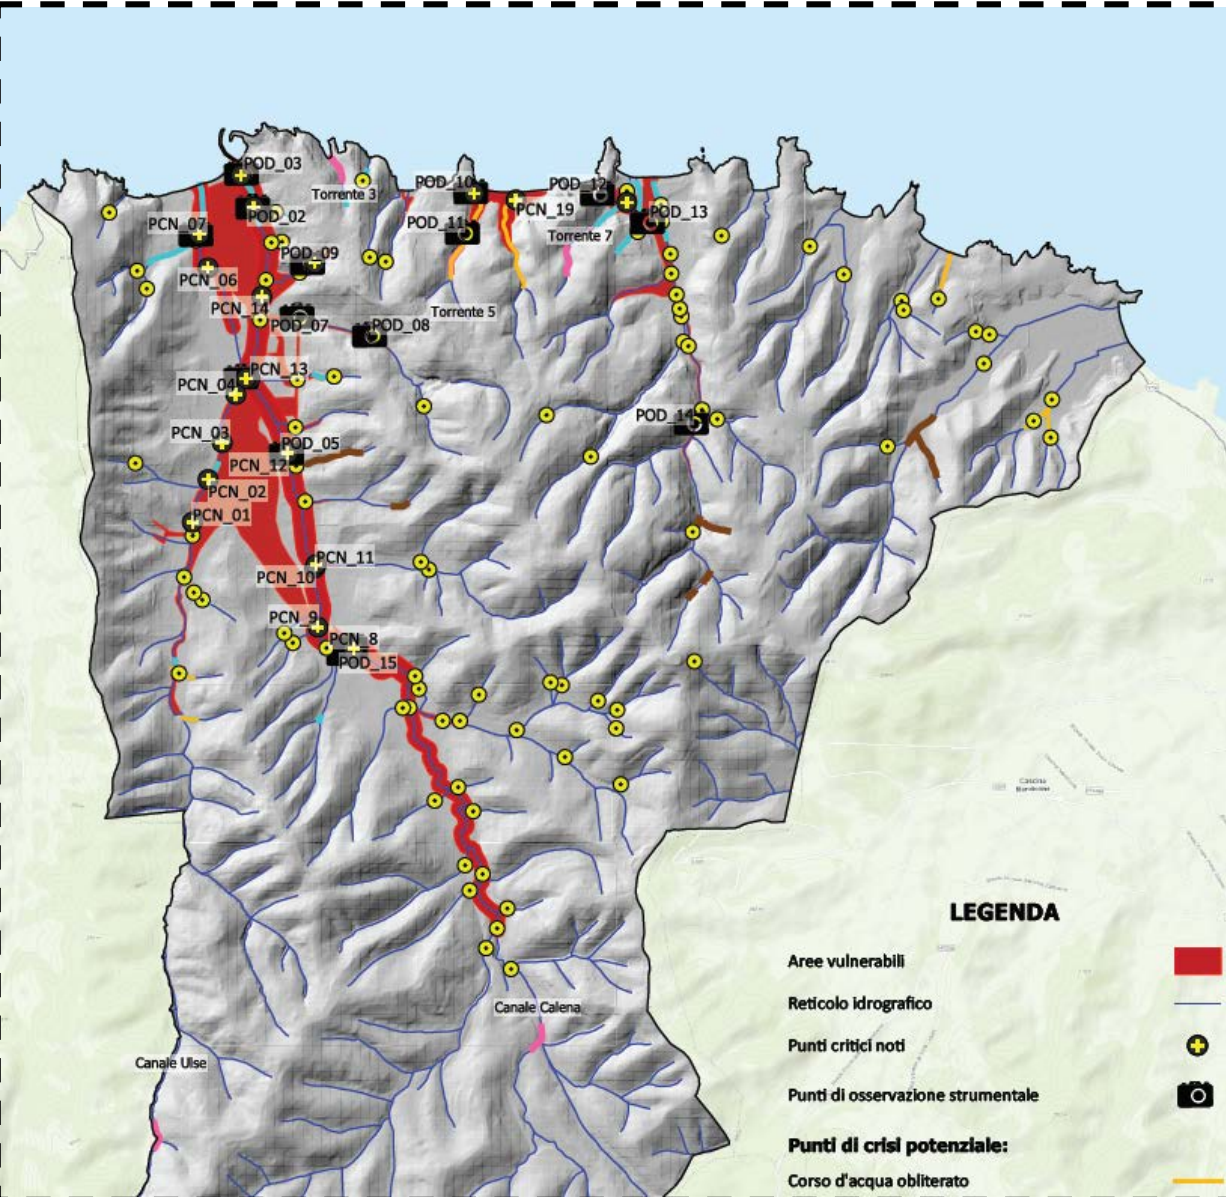 POD_03
Torrente 3
POD_10
POD_12
PCN_19
POD_02
POD_13
PCN_07
POD_11
Torrente 7
POD_09
PCN_06
PCN_14
POD_07
POD_08
Torrente 5
PCN_13
PCN_04
POD_14
PCN_03
POD_05
PCN_12
PCN_02
PCN_01
PCN_11
PCN_10
PCN_9
PCN_8
POD_15
Canale Calena
Canale Ulse
LEGENDA
Aree vulnerabili
Reticolo idrografico
Punti critici noti
Punti di osservazione strumentale
Punti di crisi potenziale:
Corso d'acqua obliterato